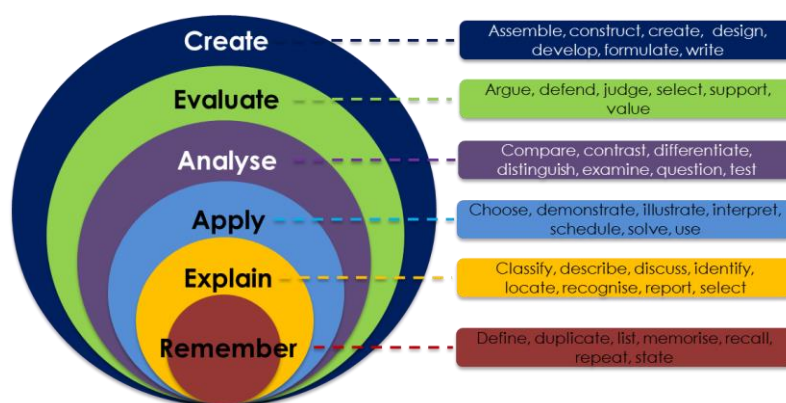 Create
Assemble, construct, create, design,
develop, formulate, write
Evaluate
Argue, defend, judge, select, support,
value
Analyse
Compare, contrast, differentiate,
distinguish, examine, question, test
Apply
Choose, demonstrate, illustrate, interpret,
schedule, solve, use
Explain
Classify, describe, discuss, identify,
locate, recognise, report, select
Remember
Define, duplicate, list, memorise, recall,
repeat, state